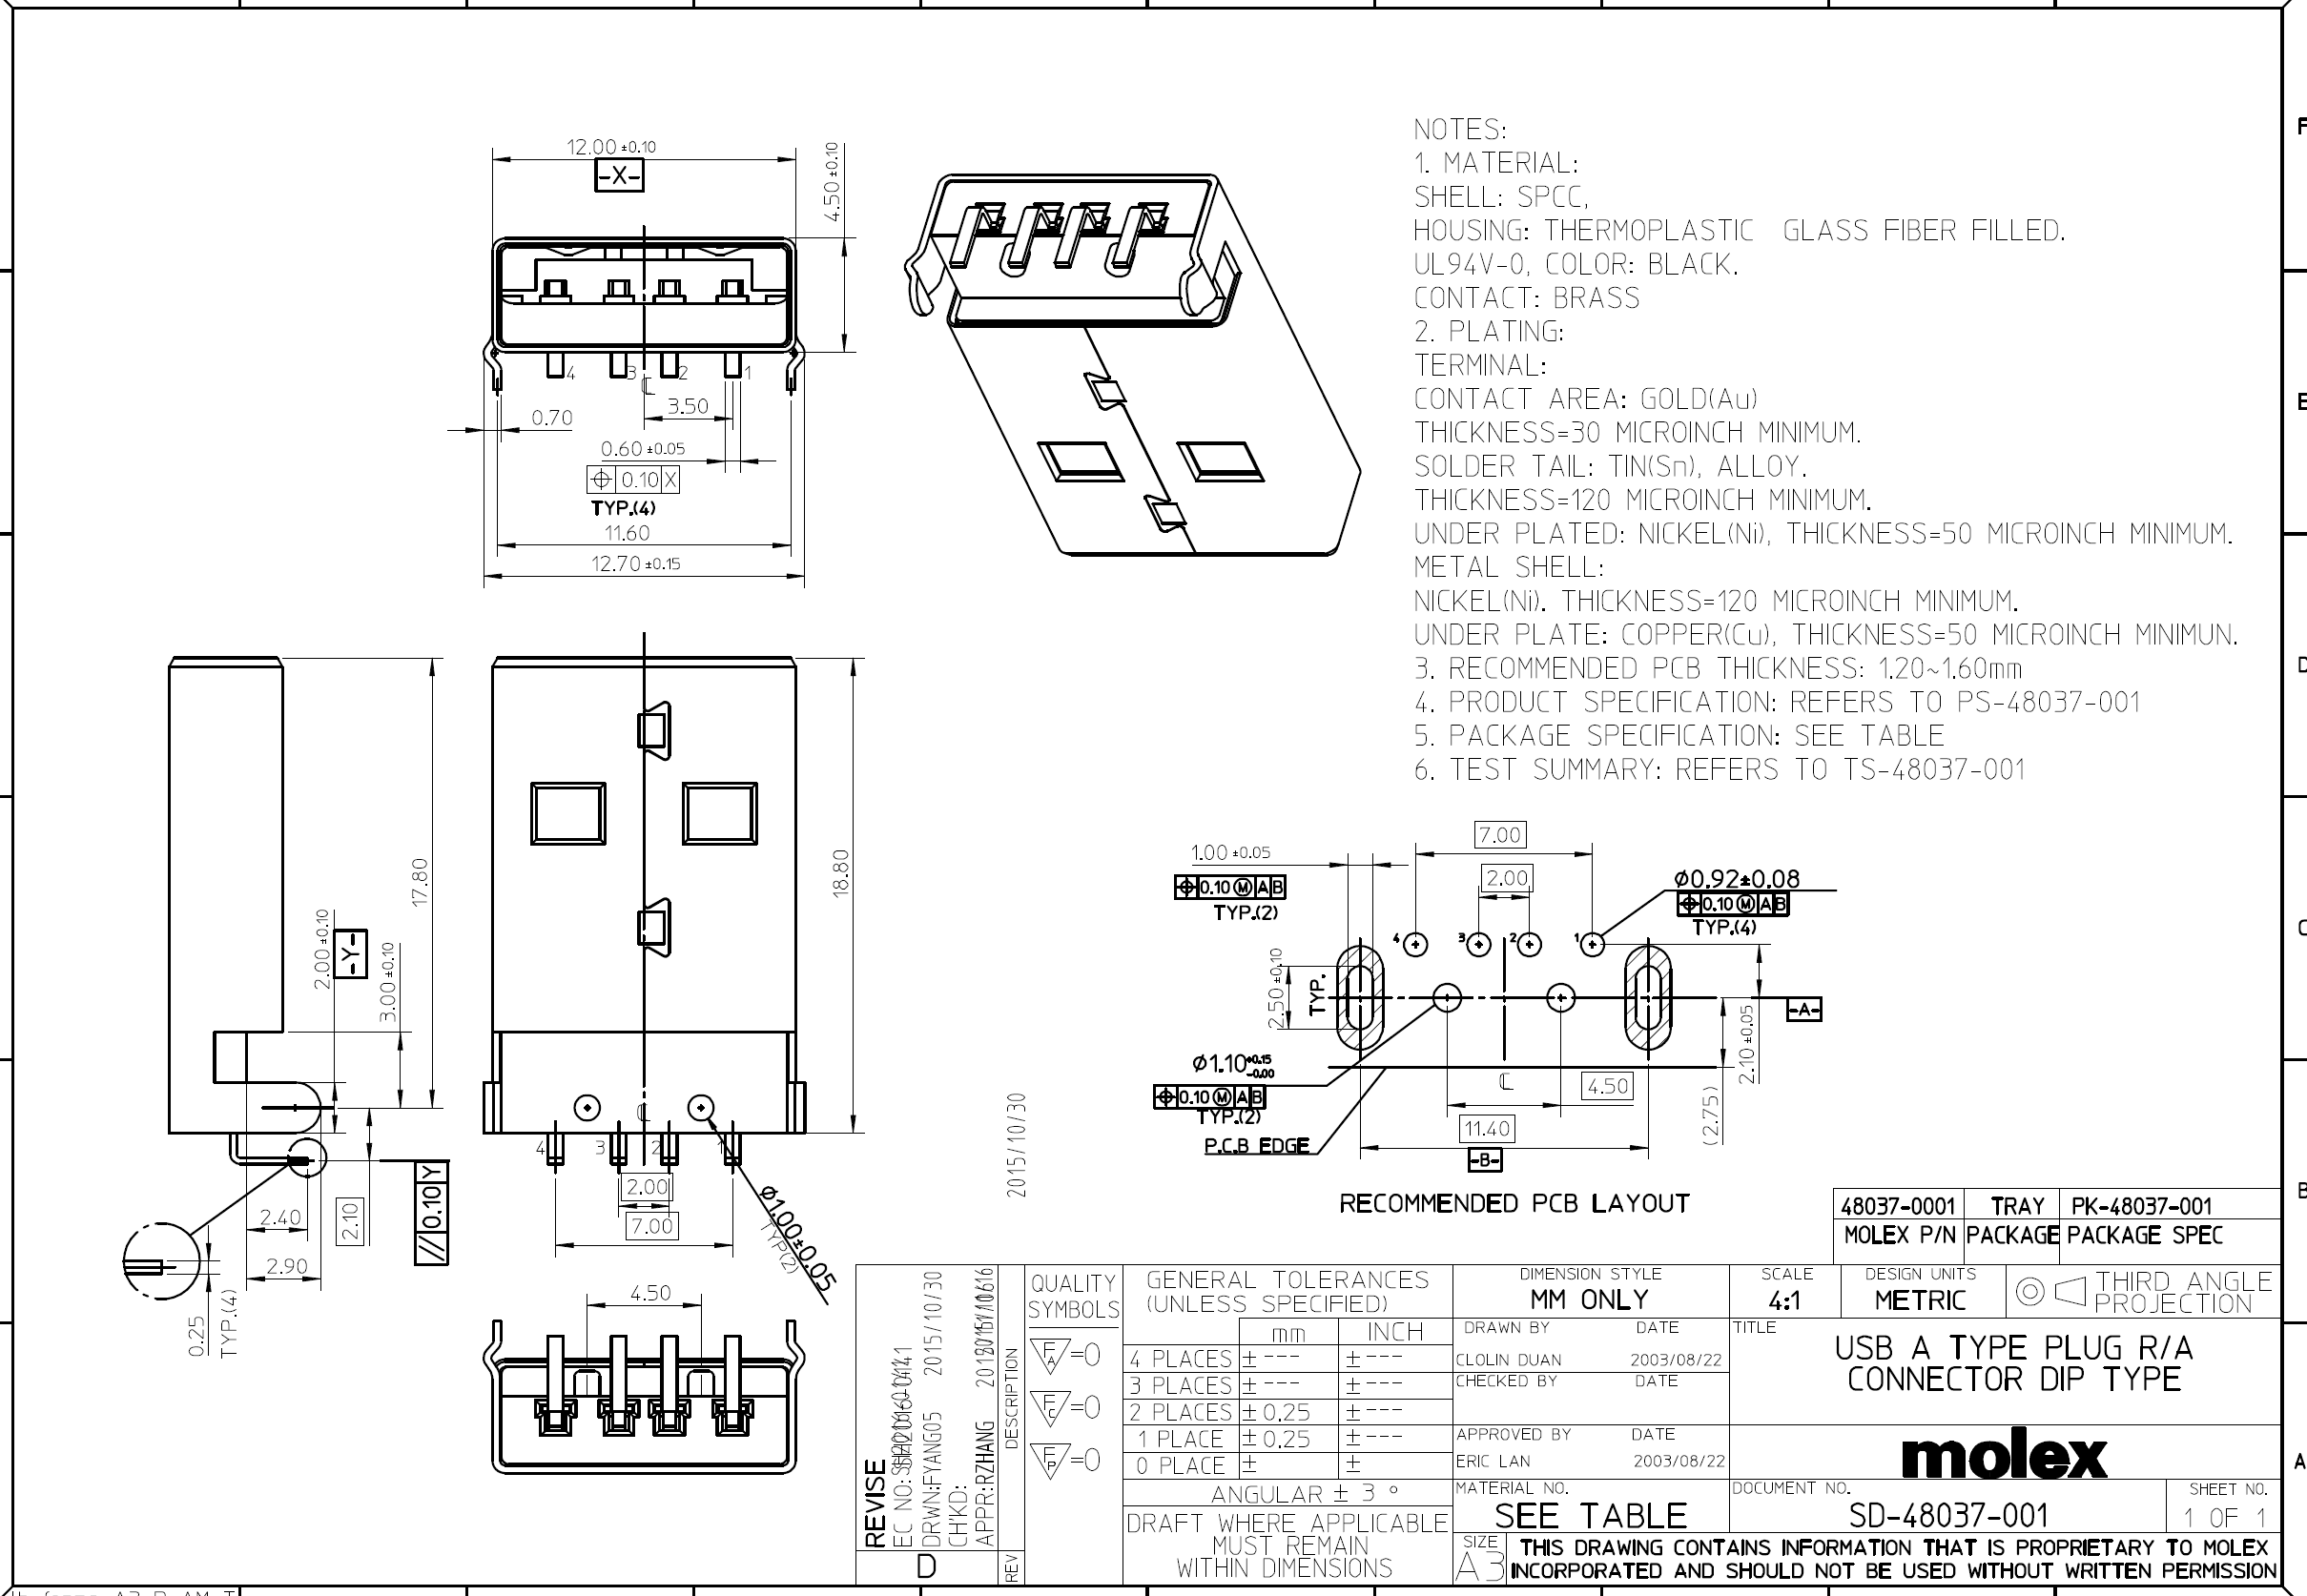 12.00 ±0.10
-X-
4.50 ±0.10
4 3 2 1
0.70
3.50
0.60 ±0.05
0.10 X
TYP.(4)
11.60
12.70 ±0.15
NOTES:
1. MATERIAL:
SHELL: SPCC,
HOUSING: THERMOPLASTIC GLASS FIBER FILLED.
UL94V-0, COLOR: BLACK.
CONTACT: BRASS
2. PLATING:
TERMINAL:
CONTACT AREA: GOLD(Au)
THICKNESS=30 MICROINCH MINIMUM.
SOLDER TAIL: TIN(Sn), ALLOY.
THICKNESS=120 MICROINCH MINIMUM.
UNDER PLATED: NICKEL(Ni), THICKNESS=50 MICROINCH MINIMUM.
METAL SHELL:
NICKEL(Ni). THICKNESS=120 MICROINCH MINIMUM.
UNDER PLATE: COPPER(Cu), THICKNESS=50 MICROINCH MINIMUN.
3. RECOMMENDED PCB THICKNESS: 1.20~1.60mm
4. PRODUCT SPECIFICATION: REFERS TO PS-48037-001
5. PACKAGE SPECIFICATION: SEE TABLE
6. TEST SUMMARY: REFERS TO TS-48037-001
17.80
2.00 ±0.10
-Y-
3.00 ±0.10
18.80
2.40
2.90
2.10
// 0.10 Y
0.25
TYP.(4)
4 3 2 1
2.00
7.00
Ø1.00±0.05
TYP(2)
4.50
2015/10/30
7.00
1.00 ±0.05
0.10 Ⓜ A B
TYP.(2)
2.00
Ø0.92±0.08
0.10 Ⓜ A B
TYP.(4)
4 3 2 1
2.50 ±0.10
TYP.
-A-
2.10 ±0.05
(2.75)
Ø1.10 +0.15 -0.00
0.10 Ⓜ A B
TYP.(2)
4.50
11.40
-B-
P.C.B EDGE
RECOMMENDED PCB LAYOUT
48037-0001 TRAY PK-48037-001
MOLEX P/N PACKAGE PACKAGE SPEC
REVISE
EC NO:
DRWN:FYANG05 2015/10/30
CH'KD:
APPR:RZHANG
DESCRIPTION
D
REV
QUALITY
SYMBOLS
FA=0
FC=0
FP=0
GENERAL TOLERANCES
(UNLESS SPECIFIED)
mm INCH
4 PLACES ± --- ± ---
3 PLACES ± --- ± ---
2 PLACES ± 0.25 ± ---
1 PLACE ± 0.25 ± ---
0 PLACE ± ±
ANGULAR ± 3 °
DRAFT WHERE APPLICABLE
MUST REMAIN
WITHIN DIMENSIONS
DIMENSION STYLE
MM ONLY
SCALE
4:1
DESIGN UNITS
METRIC
THIRD ANGLE
PROJECTION
DRAWN BY DATE
CLOLIN DUAN 2003/08/22
CHECKED BY DATE
APPROVED BY DATE
ERIC LAN 2003/08/22
TITLE
USB A TYPE PLUG R/A
CONNECTOR DIP TYPE
molex
MATERIAL NO.
SEE TABLE
DOCUMENT NO.
SD-48037-001
SHEET NO.
1 OF 1
SIZE
A3
THIS DRAWING CONTAINS INFORMATION THAT IS PROPRIETARY TO MOLEX
INCORPORATED AND SHOULD NOT BE USED WITHOUT WRITTEN PERMISSION
F
E
D
C
B
A